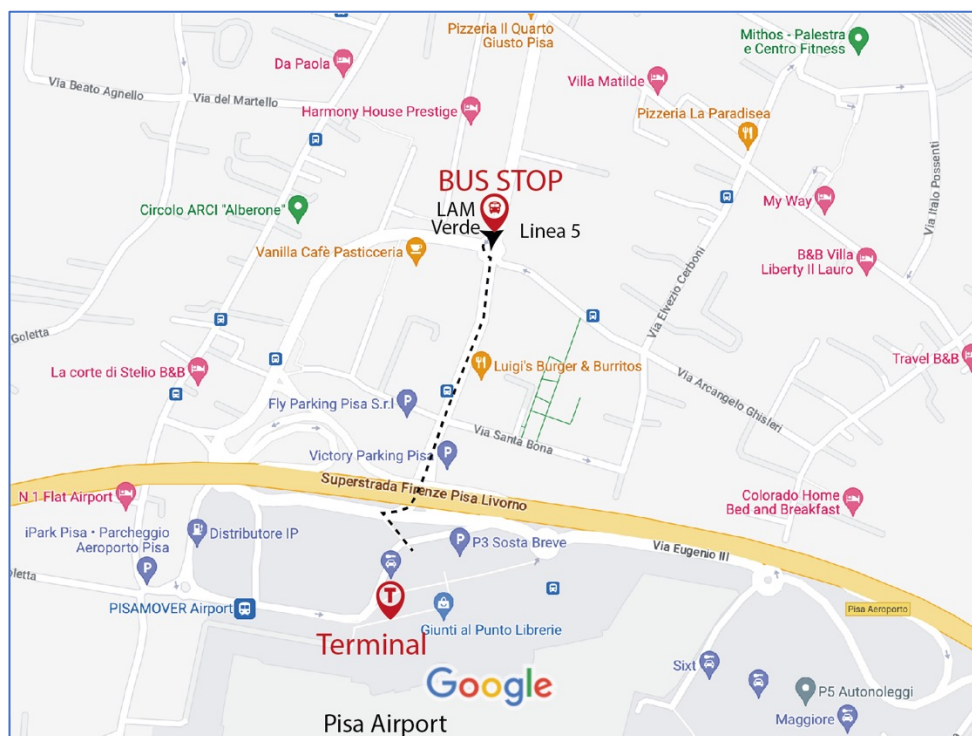 Pizzeria Il Quarto
Giusto Pisa
Mithos - Palestra
e Centro Fitness
Da Paola
Villa Matilde
Via Beato Agnello
Via del Martello
Harmony House Prestige
Pizzeria La Paradisea
Via Italo Possenti
BUS STOP
LAM
Verde
Linea 5
Circolo ARCI "Alberone"
My Way
Vanilla Cafè Pasticceria
B&B Villa
Liberty Il Lauro
Via Elvezio Cerboni
Goletta
La corte di Stelio B&B
Luigi's Burger & Burritos
Travel B&B
Fly Parking Pisa S.r.l
P
Via Arcangelo Ghisleri
Via Santa Bona
Victory Parking Pisa
P
Superstrada Firenze Pisa Livorno
N.1 Flat Airport
Colorado Home
Bed and Breakfast
iPark Pisa • Parcheggio
Aeroporto Pisa
Distributore IP
P
P3 Sosta Breve
Via Eugenio III
P
oletta
T
PISAMOVER Airport
Pisa Aeroporto
Terminal
Giunti al Punto Librerie
Google
Sixt
P5 Autonoleggi
Maggiore
Pisa Airport